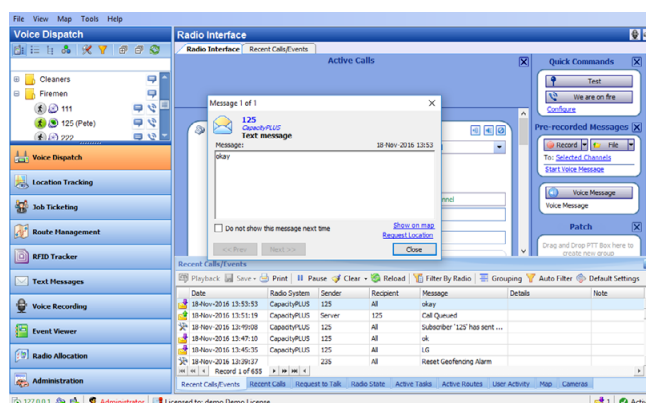 File View Map Tools Help
Voice Dispatch
Radio Interface
Radio Interface Recent Calls/Events
Active Calls
Quick Commands
Test
We are on fire
Configure
Cleaners
Firemen
111
125 (Pete)
222
Message 1 of 1
125
CapacityPLUS
Text message
Message: 18-Nov-2016 13:53
okay
Do not show this message next time
Show on map
Request Location
<< Prev Next >> Close
Pre-recorded Messages
Record File
To: Selected Channels
Start Voice Message
Voice Message
Voice Message
Patch
Drag and Drop PTT Box here to
create new group
Voice Dispatch
Location Tracking
Job Ticketing
Route Management
RFID Tracker
Text Messages
Voice Recording
Event Viewer
Radio Allocation
Administration
Recent Calls/Events
Playback Save Print Pause Clear Reload Filter By Radio Grouping Auto Filter Default Settings
Date Radio System Sender Recipient Message Details Note
18-Nov-2016 13:53:53 CapacityPLUS 125 All okay
18-Nov-2016 13:51:19 CapacityPLUS Server 125 Call Queued
18-Nov-2016 13:49:08 CapacityPLUS 125 All Subscriber '125' has sent ...
18-Nov-2016 13:47:10 CapacityPLUS 125 All ok
18-Nov-2016 13:45:35 CapacityPLUS 125 All LG
18-Nov-2016 13:39:37 235 All Reset Geofencing Alarm
Record 1 of 655
Recent Calls/Events Recent Calls Request to Talk Radio State Active Tasks Active Routes User Activity Map Cameras
127.0.0.1 Administrator Licensed to: demo Demo License 1